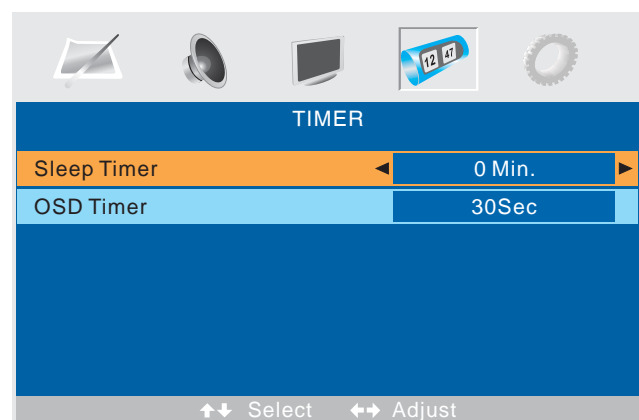 12 47
TIMER
Sleep Timer ◄ 0 Min. ►
OSD Timer 30Sec
Select Adjust